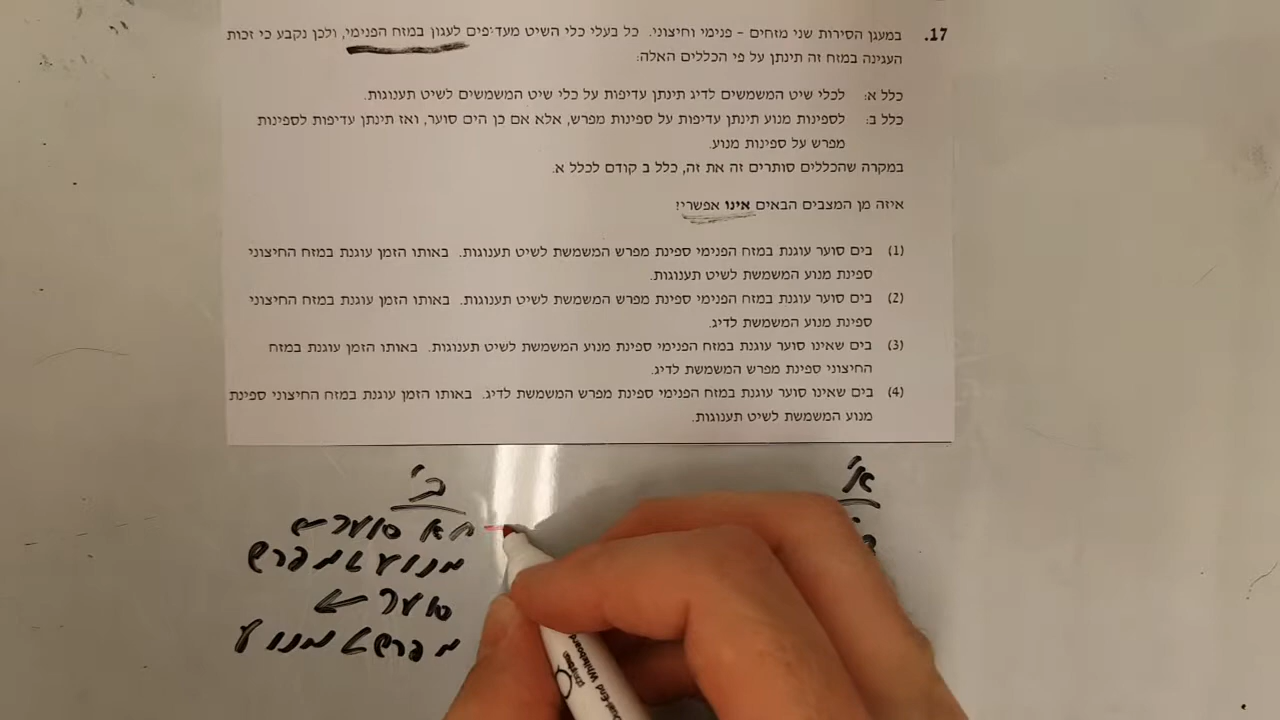 17. במעגן הסירות שני מזחים – פנימי וחיצוני. כל בעלי כלי השיט מעדיפים לעגון במזח הפנימי, ולכן נקבע כי זכות
העגינה במזח זה תינתן על פי הכללים האלה:
כלל א: לכלי שיט המשמשים לדיג תינתן עדיפות על כלי שיט המשמשים לשיט תענוגות.
כלל ב: לספינות מנוע תינתן עדיפות על ספינות מפרש, אלא אם כן הים סוער, ואז תינתן עדיפות לספינות
מפרש על ספינות מנוע.
במקרה שהכללים סותרים זה את זה, כלל ב קודם לכלל א.
איזה מן המצבים הבאים אינו אפשרי?
(1) בים סוער עוגנת במזח הפנימי ספינת מפרש המשמשת לשיט תענוגות. באותו הזמן עוגנת במזח החיצוני
ספינת מנוע המשמשת לשיט תענוגות.
(2) בים סוער עוגנת במזח הפנימי ספינת מפרש המשמשת לשיט תענוגות. באותו הזמן עוגנת במזח החיצוני
ספינת מנוע המשמשת לדיג.
(3) בים שאינו סוער עוגנת במזח הפנימי ספינת מנוע המשמשת לשיט תענוגות. באותו הזמן עוגנת במזח
החיצוני ספינת מפרש המשמשת לדיג.
(4) בים שאינו סוער עוגנת במזח הפנימי ספינת מפרש המשמשת לדיג. באותו הזמן עוגנת במזח החיצוני ספינת
מנוע המשמשת לשיט תענוגות.
א'
ב'
לא סוער ←
מנוע > מפרש
סוער ←
מפרש > מנוע
Dual-End Whiteboard